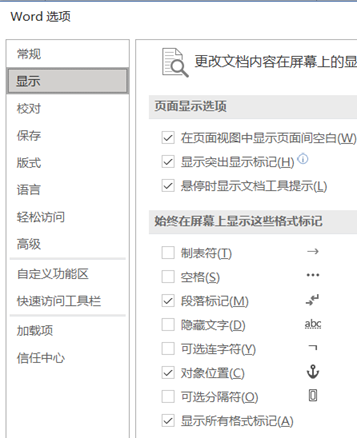 Word 选项
常规
显示
校对
保存
版式
语言
轻松访问
高级
自定义功能区
快速访问工具栏
加载项
信任中心
更改文档内容在屏幕上的显
页面显示选项
在页面视图中显示页面间空白(W)
显示突出显示标记(H)
悬停时显示文档工具提示(L)
始终在屏幕上显示这些格式标记
制表符(T) →
空格(S) •••
段落标记(M)
隐藏文字(D) abc
可选连字符(Y) ¬
对象位置(C)
可选分隔符(O)
显示所有格式标记(A)